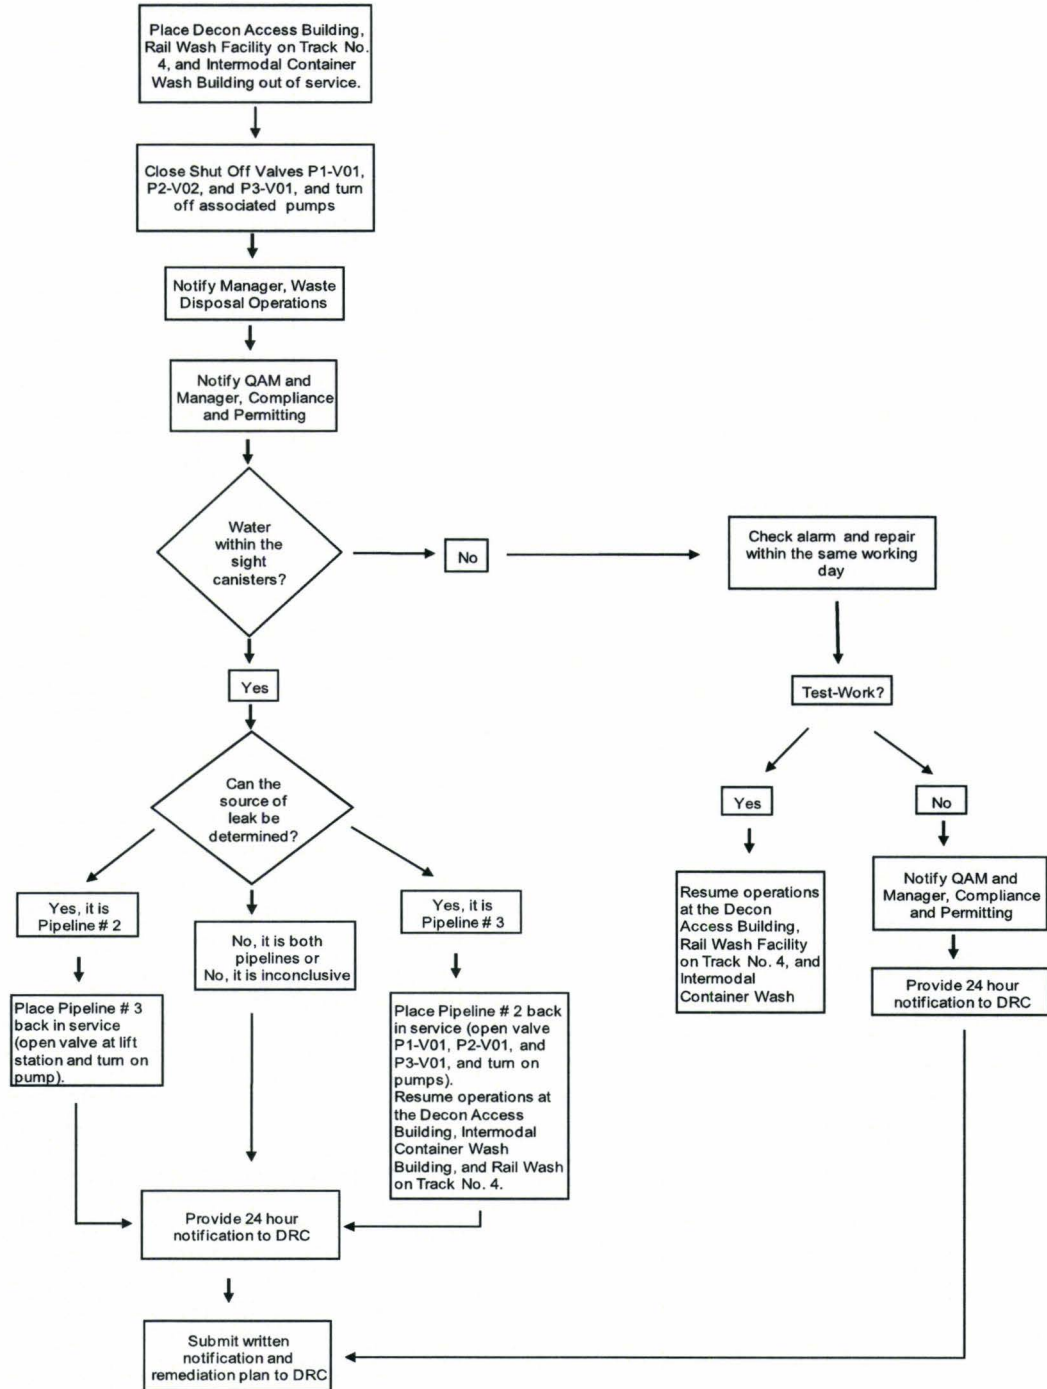 Place Decon Access Building,
Rail Wash Facility on Track No.
4, and Intermodal Container
Wash Building out of service.
Close Shut Off Valves P1-V01,
P2-V02, and P3-V01, and turn
off associated pumps
Notify Manager, Waste
Disposal Operations
Notify QAM and
Manager, Compliance
and Permitting
Water
within the
sight
canisters?
No
Check alarm and repair
within the same working
day
Yes
Test-Work?
Can the
source of
leak be
determined?
Yes
No
Yes, it is
Pipeline # 2
No, it is both
pipelines or
No, it is inconclusive
Yes, it is
Pipeline # 3
Resume operations
at the Decon
Access Building,
Rail Wash Facility
on Track No. 4, and
Intermodal
Container Wash
Notify QAM and
Manager, Compliance
and Permitting
Provide 24 hour
notification to DRC
Place Pipeline # 3
back in service
(open valve at lift
station and turn on
pump).
Place Pipeline # 2 back
in service (open valve
P1-V01, P2-V01, and
P3-V01, and turn on
pumps).
Resume operations at
the Decon Access
Building, Intermodal
Container Wash
Building, and Rail Wash
on Track No. 4.
Provide 24 hour
notification to DRC
Submit written
notification and
remediation plan to DRC